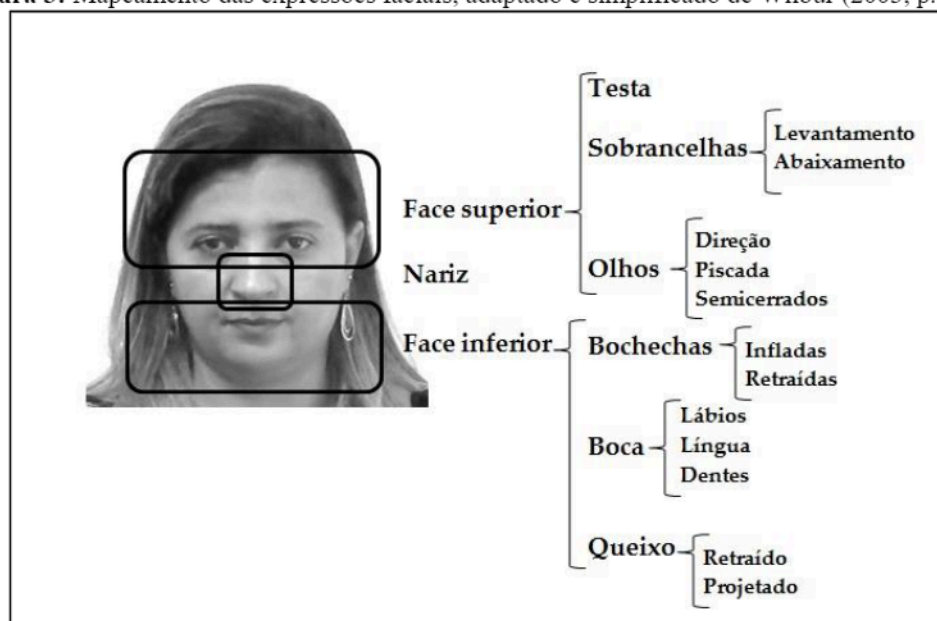 3. Mapeamento das expressões faciais, adaptado e simplificado de Wilbur (2003, p.
Face superior
Testa
Sobrancelhas
Levantamento
Abaixamento
Olhos
Direção
Piscada
Semicerrados
Nariz
Face inferior
Bochechas
Infladas
Retraídas
Boca
Lábios
Língua
Dentes
Queixo
Retraído
Projetado